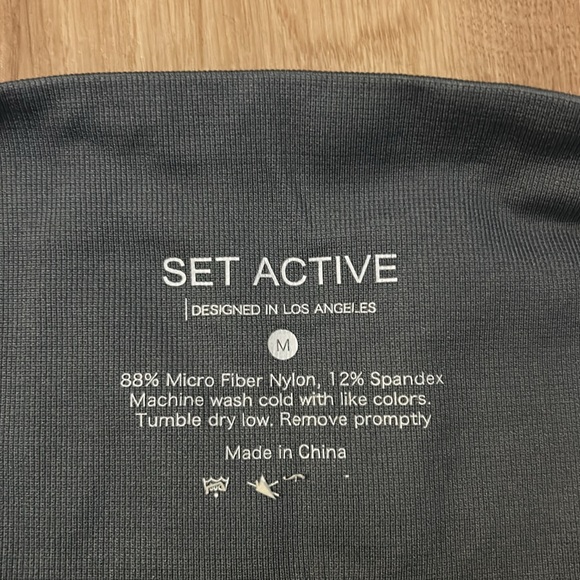 SET ACTIVE
DESIGNED IN LOS ANGELES
M
88% Micro Fiber Nylon, 12% Spandex
Machine wash cold with like colors.
Tumble dry low. Remove promptly
Made in China